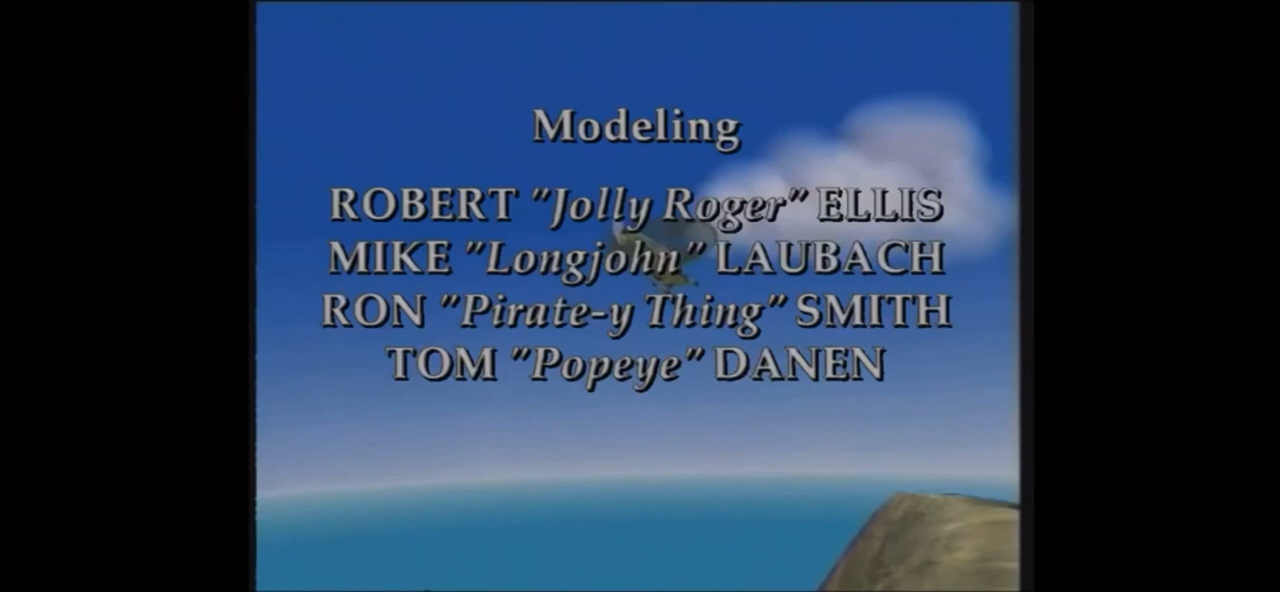 Modeling
ROBERT "Jolly Roger" ELLIS
MIKE "Longjohn" LAUBACH
RON "Pirate-y Thing" SMITH
TOM "Popeye" DANEN